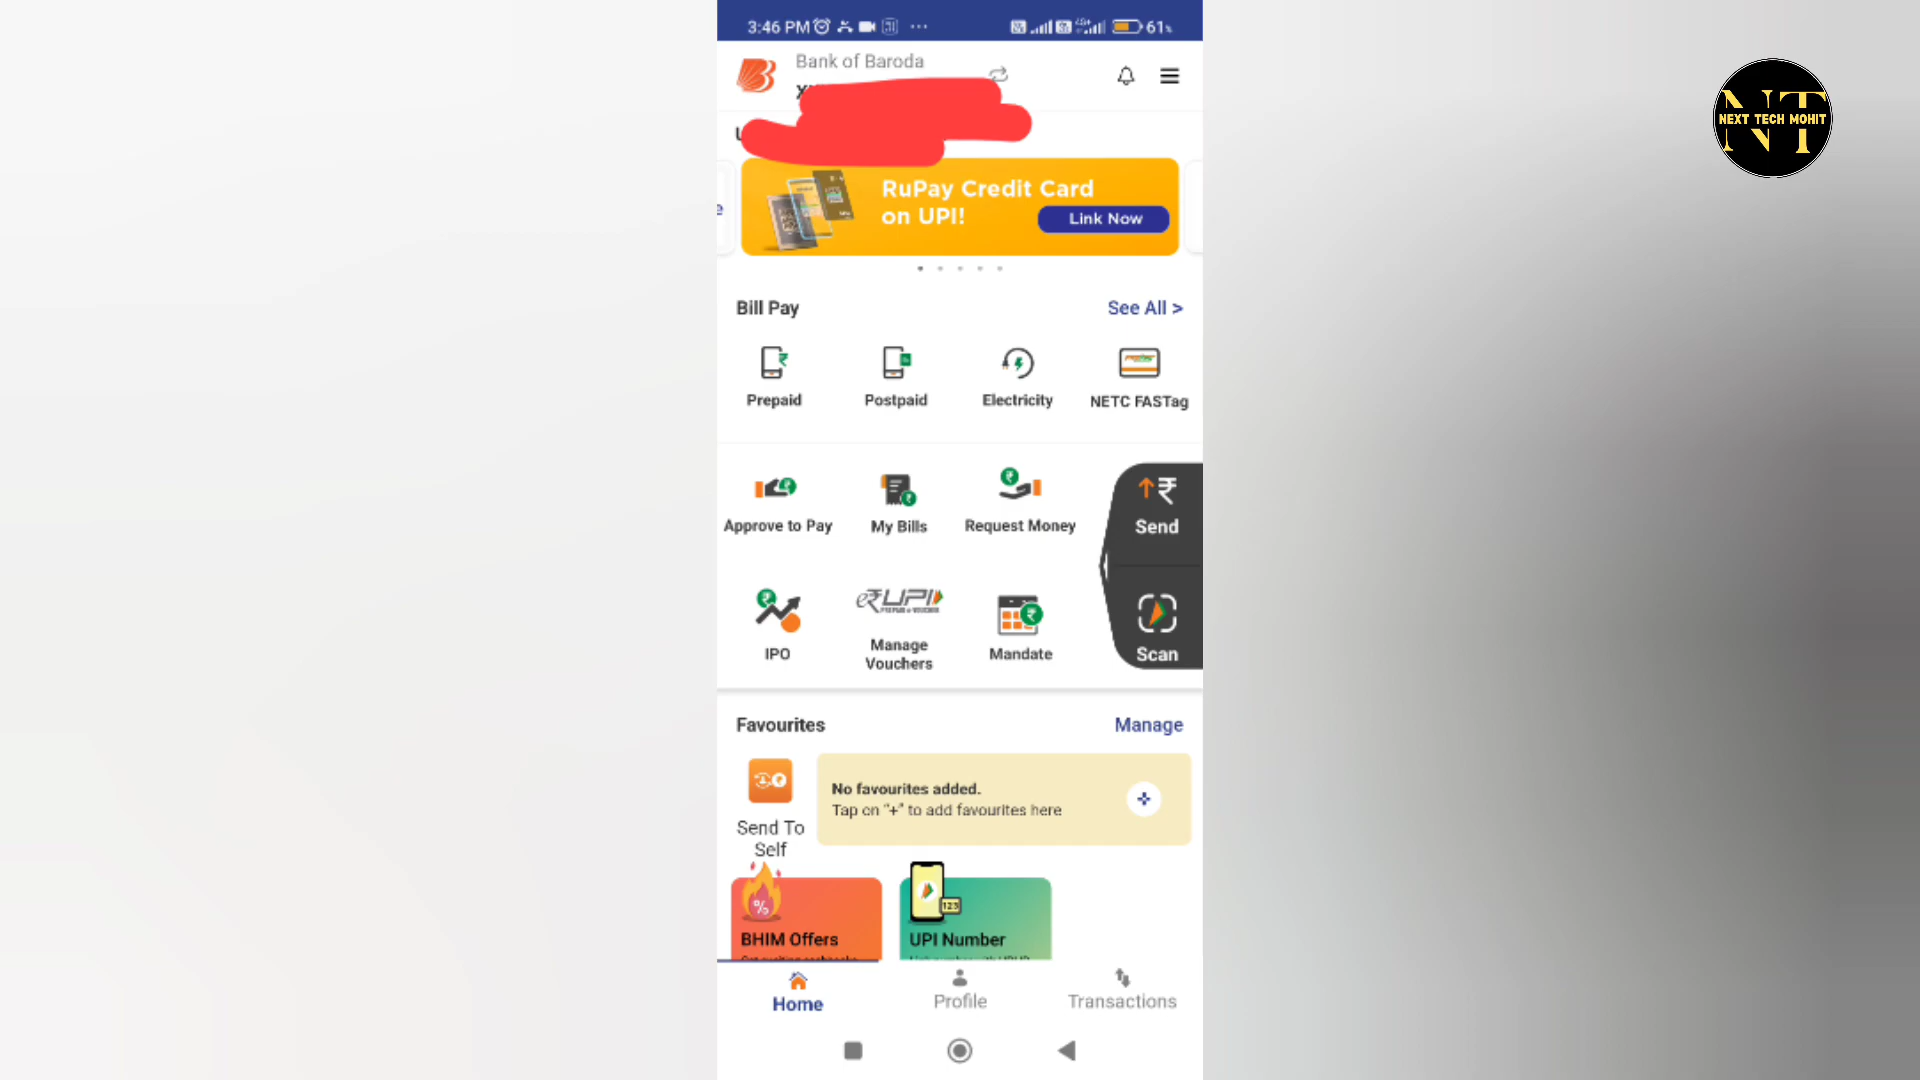 3:46 PM
61%
Bank of Baroda
NEXT TECH MOHIT
RuPay Credit Card
on UPI!
Link Now
Bill Pay
See All >
Prepaid
Postpaid
Electricity
NETC FASTag
Approve to Pay
My Bills
Request Money
Send
IPO
UPI
Manage
Vouchers
Mandate
Scan
Favourites
Manage
No favourites added.
Tap on "+" to add favourites here
Send To
Self
%
123
BHIM Offers
UPI Number
Home
Profile
Transactions